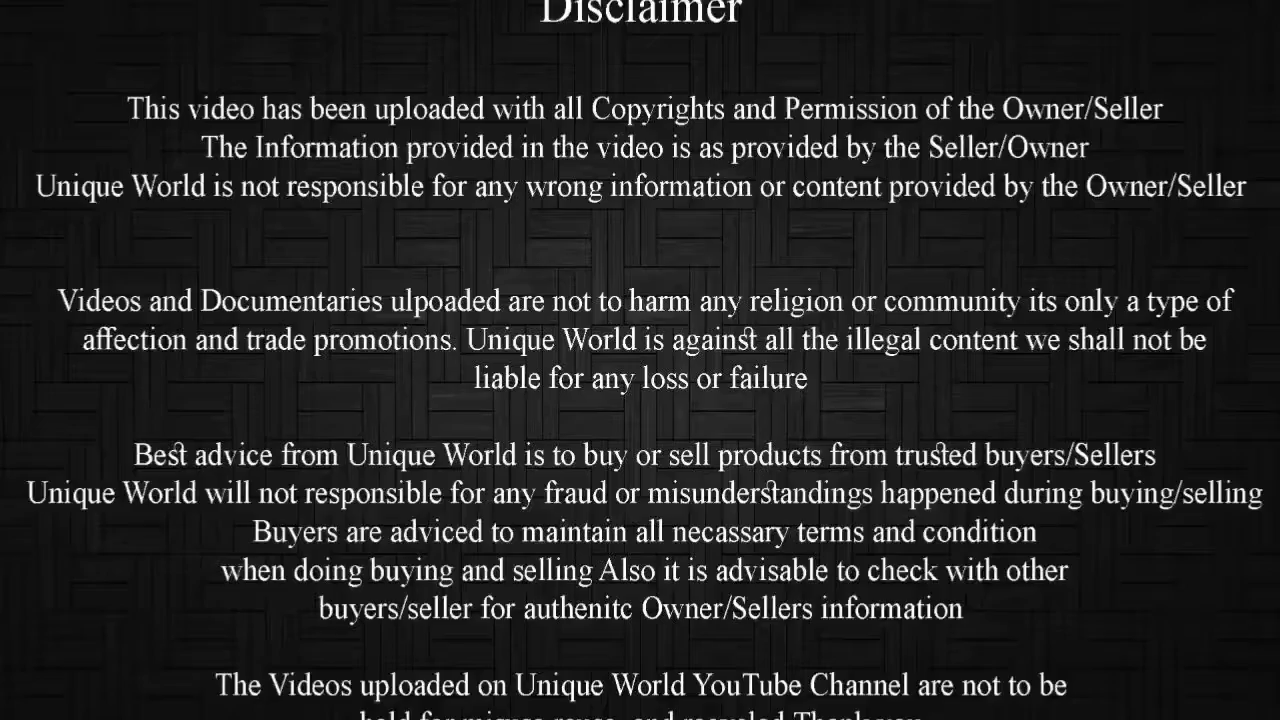 Disclaimer
This video has been uploaded with all Copyrights and Permission of the Owner/Seller
The Information provided in the video is as provided by the Seller/Owner
Unique World is not responsible for any wrong information or content provided by the Owner/Seller
Videos and Documentaries ulpoaded are not to harm any religion or community its only a type of
affection and trade promotions. Unique World is against all the illegal content we shall not be
liable for any loss or failure
Best advice from Unique World is to buy or sell products from trusted buyers/Sellers
Unique World will not responsible for any fraud or misunderstandings happened during buying/selling
Buyers are adviced to maintain all necassary terms and condition
when doing buying and selling Also it is advisable to check with other
buyers/seller for authenitc Owner/Sellers information
The Videos uploaded on Unique World YouTube Channel are not to be